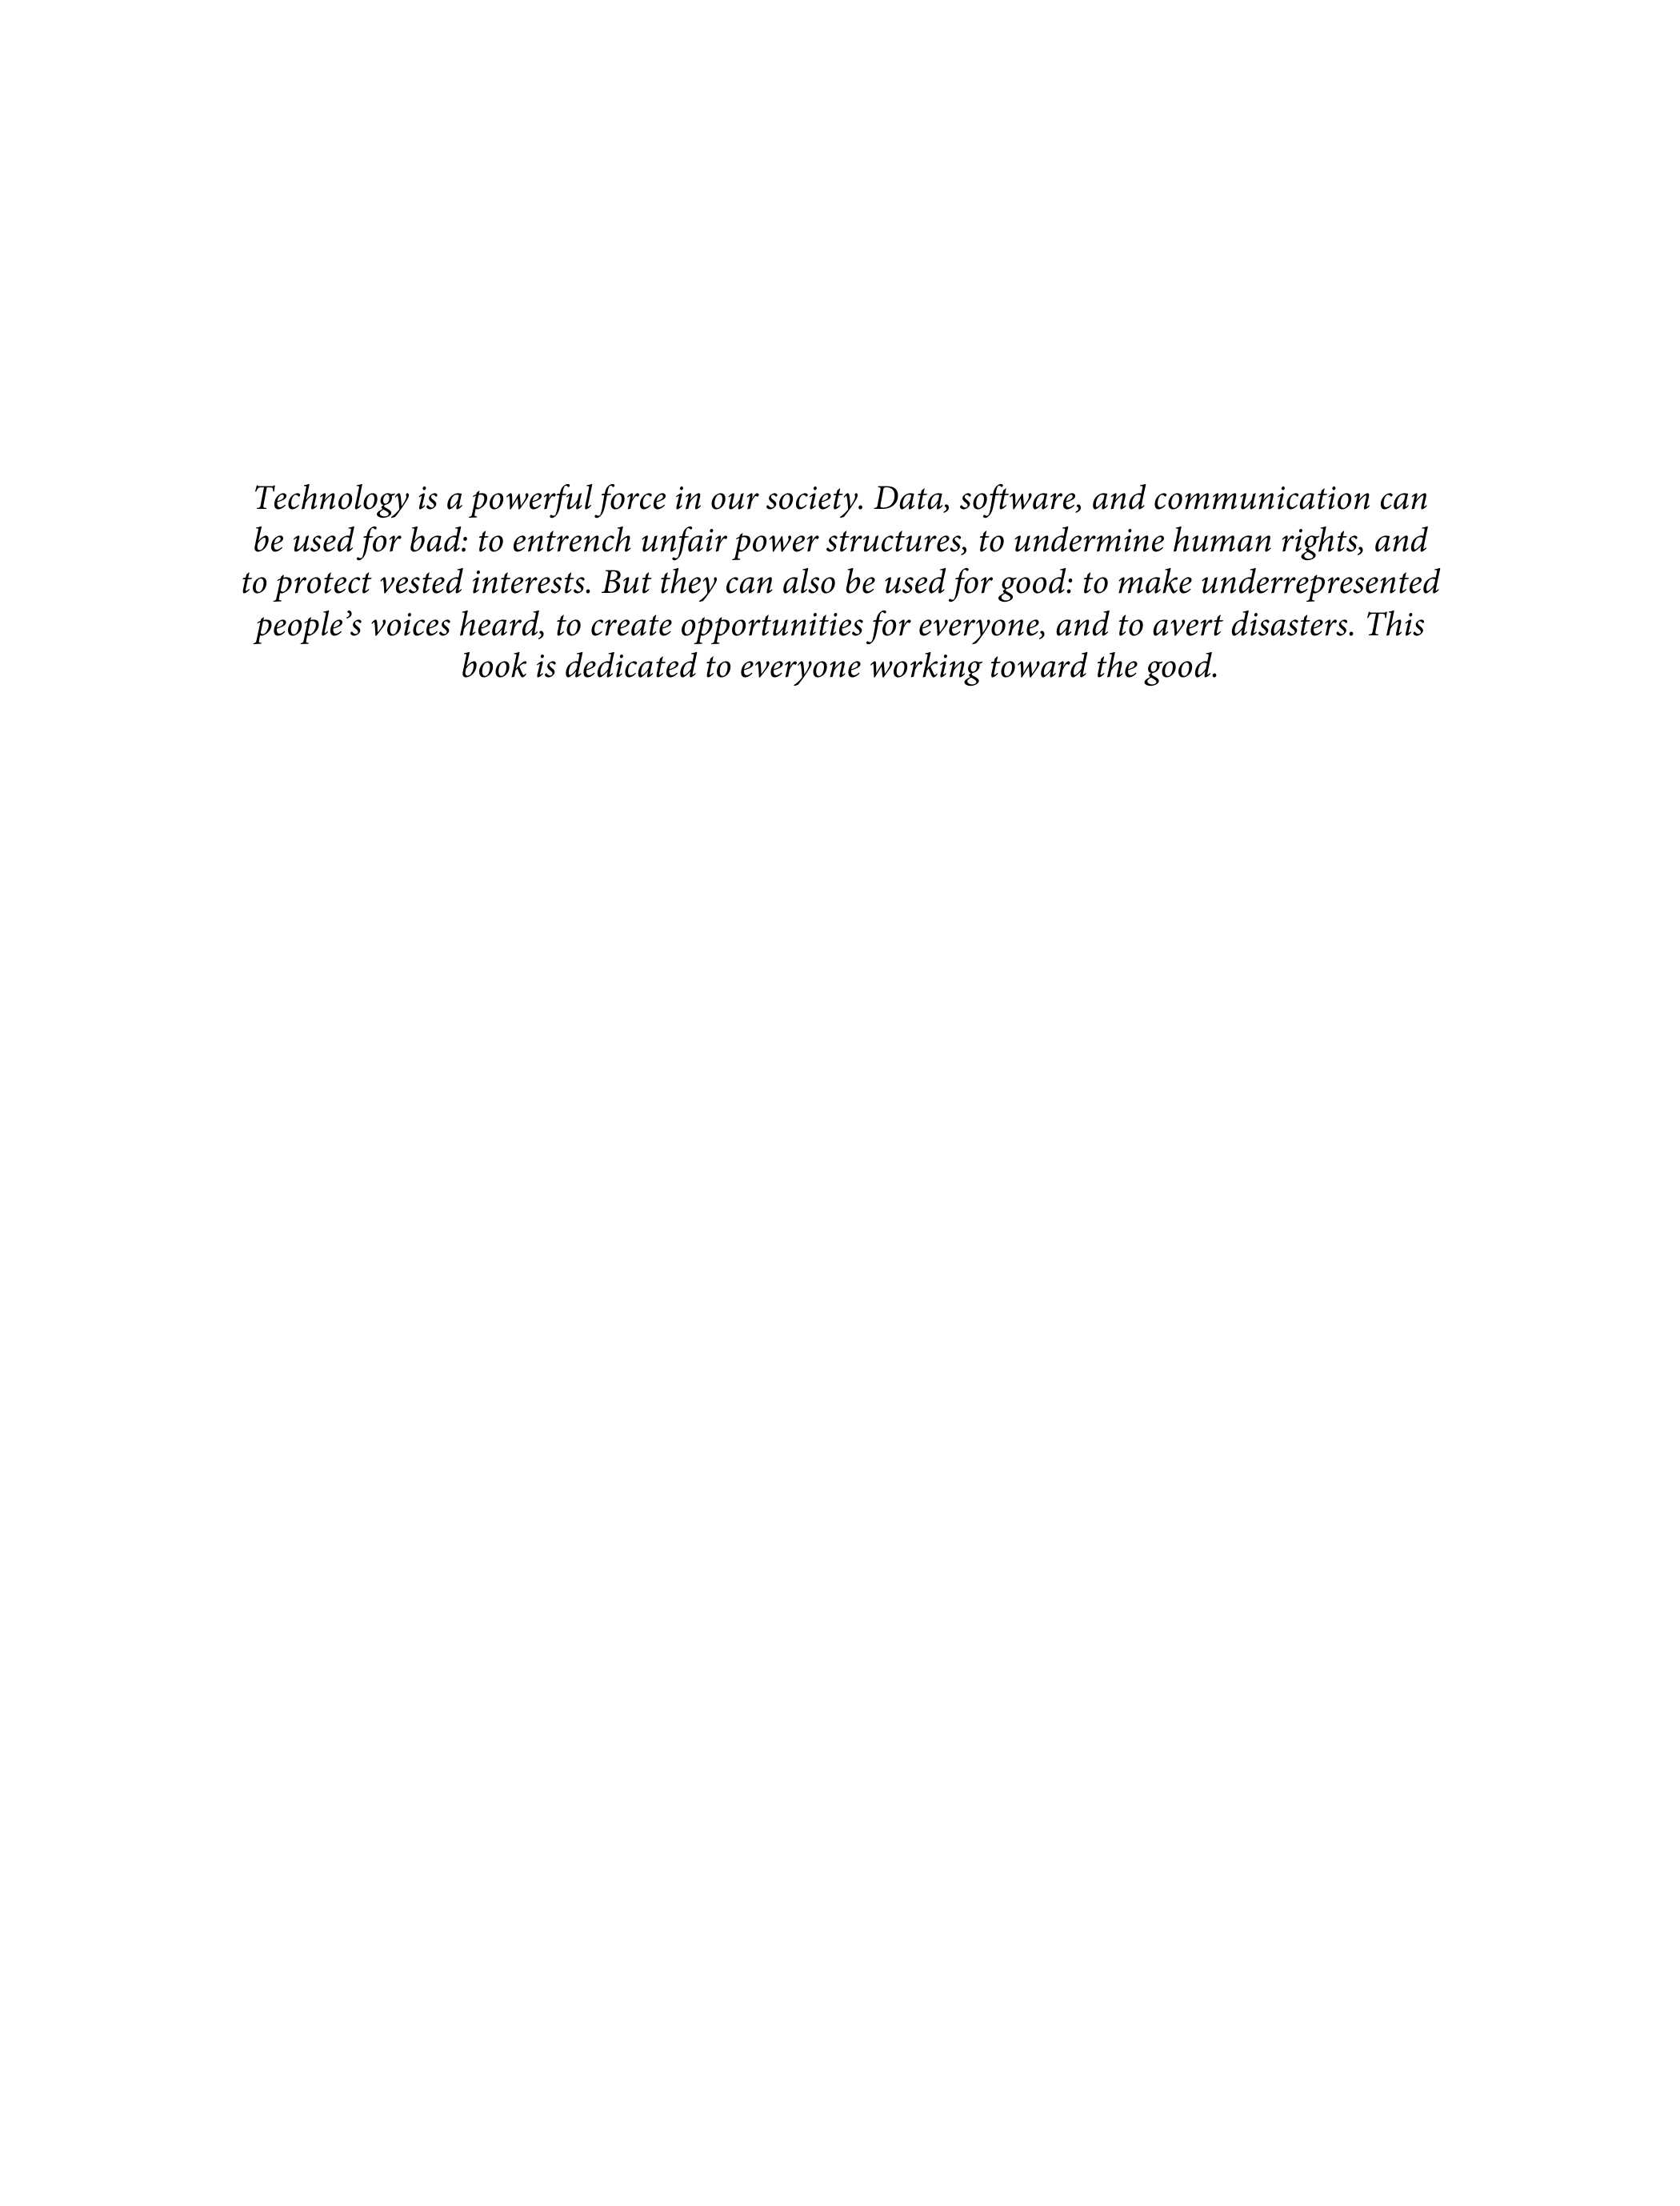 Technology is a powerful force in our society. Data, software, and communication can
be used for bad: to entrench unfair power structures, to undermine human rights, and
to protect vested interests. But they can also be used for good: to make underrepresented
people’s voices heard, to create opportunities for everyone, and to avert disasters. This
book is dedicated to everyone working toward the good.